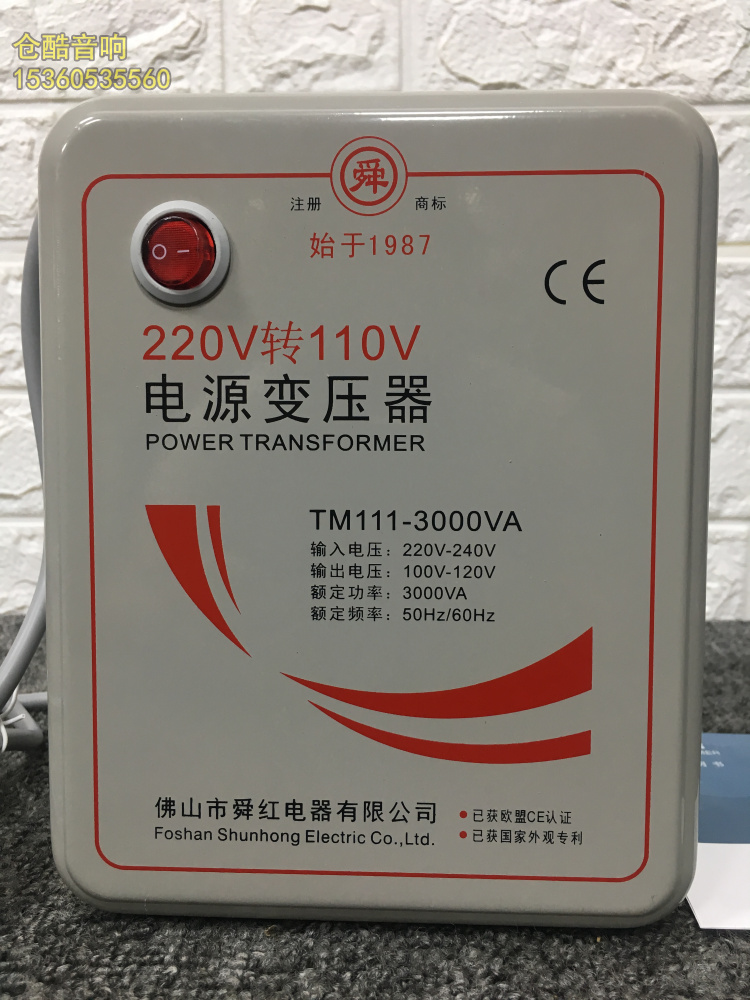 仓酷音响
15360535560
舜
注册 商标
始于1987
CE
220V转110V
电源变压器
POWER TRANSFORMER
TM111-3000VA
输入电压：220V-240V
输出电压：100V-120V
额定功率：3000VA
额定频率：50Hz/60Hz
佛山市舜红电器有限公司
Foshan Shunhong Electric Co.,Ltd.
•已获欧盟CE认证
•已获国家外观专利